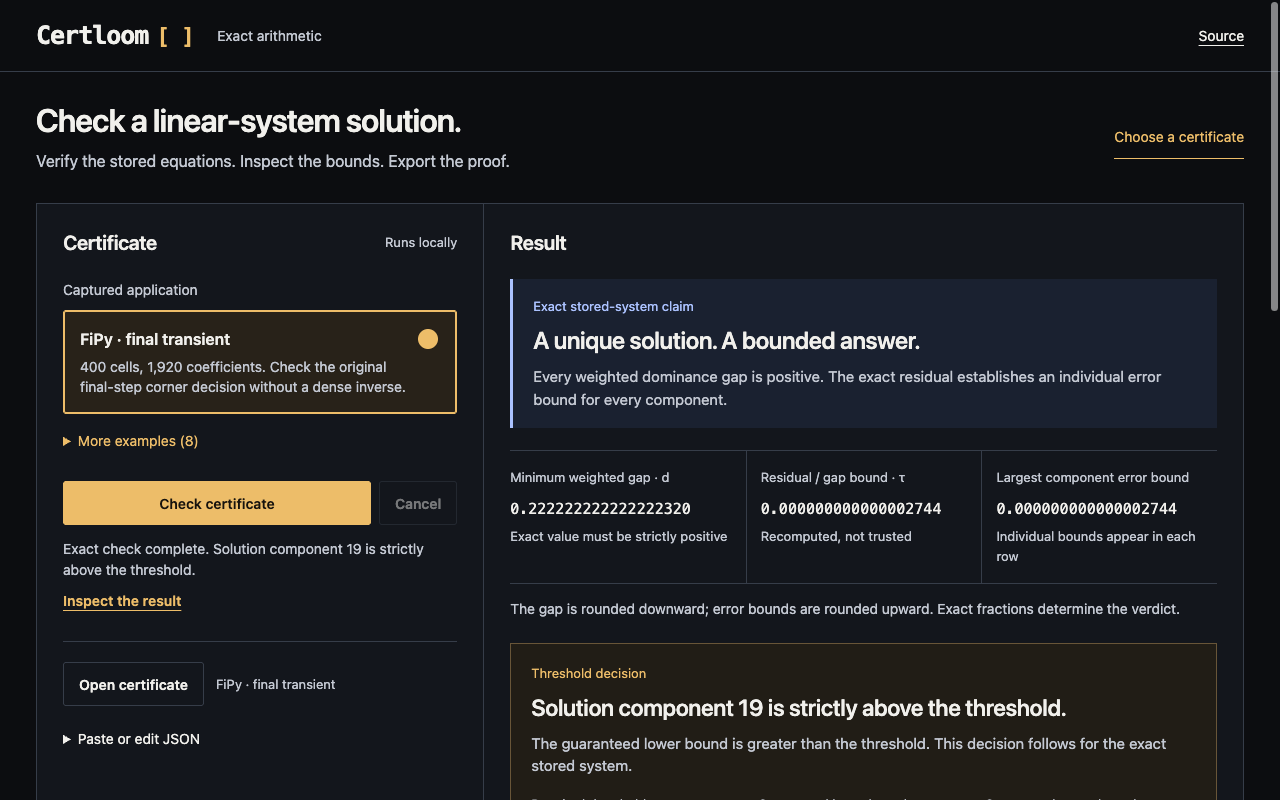 Certloom [ ]
Exact arithmetic
Source
Check a linear-system solution.
Verify the stored equations. Inspect the bounds. Export the proof.
Choose a certificate
Certificate
Runs locally
Captured application
FiPy · final transient
400 cells, 1,920 coefficients. Check the original
final-step corner decision without a dense inverse.
More examples (8)
Check certificate
Cancel
Exact check complete. Solution component 19 is strictly
above the threshold.
Inspect the result
Open certificate
FiPy · final transient
Paste or edit JSON
Result
Exact stored-system claim
A unique solution. A bounded answer.
Every weighted dominance gap is positive. The exact residual establishes an individual error
bound for every component.
Minimum weighted gap · d
0.222222222222222320
Exact value must be strictly positive
Residual / gap bound · τ
0.000000000000002744
Recomputed, not trusted
Largest component error bound
0.000000000000002744
Individual bounds appear in each
row
The gap is rounded downward; error bounds are rounded upward. Exact fractions determine the verdict.
Threshold decision
Solution component 19 is strictly above the threshold.
The guaranteed lower bound is greater than the threshold. This decision follows for the exact
stored system.